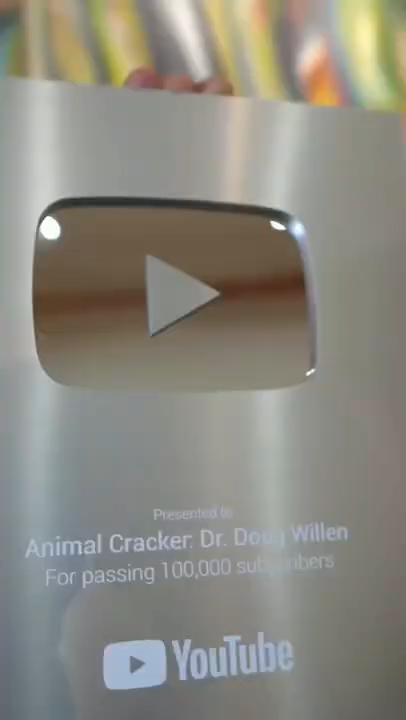 Presented to
Animal Cracker: Dr. Doug Willen
For passing 100,000 subscribers
YouTube